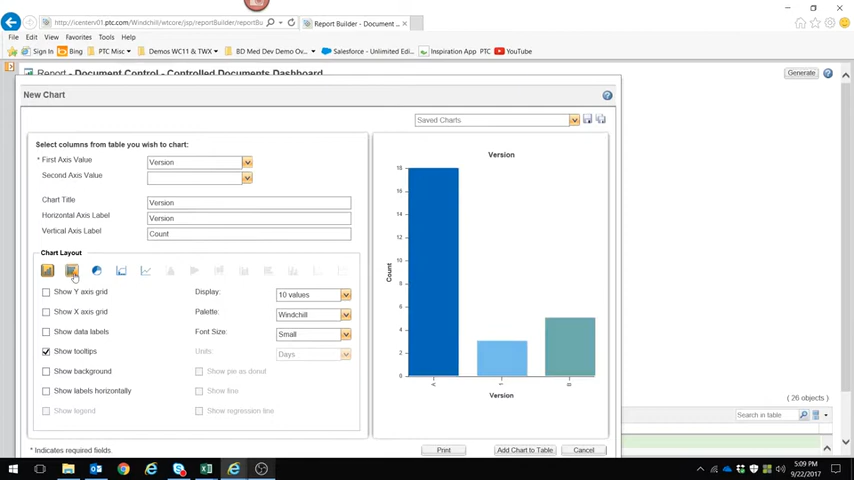 http://icenterv01.ptc.com/Windchill/wtcore/jsp/reportBuilder/reportBu
Report Builder - Document ...
File Edit View Favorites Tools Help
Sign In Bing PTC Misc Demos WC11 & TWX BD Med Dev Demo Ov... Salesforce - Unlimited Edi... Inspiration App PTC YouTube
Report - Document Control - Controlled Documents Dashboard
Generate
New Chart
Saved Charts
Select columns from table you wish to chart:
* First Axis Value Version
Second Axis Value
Chart Title Version
Horizontal Axis Label Version
Vertical Axis Label Count
Chart Layout
Show Y axis grid Display: 10 values
Show X axis grid Palette: Windchill
Show data labels Font Size: Small
Show tooltips Units: Days
Show background Show pie as donut
Show labels horizontally Show line
Show legend Show regression line
* Indicates required fields.
Version
18
16
14
12
10
8
6
4
2
0
Count
A 1 B
Version
Print Add Chart to Table Cancel
( 26 objects )
Search in table
5:09 PM
9/22/2017